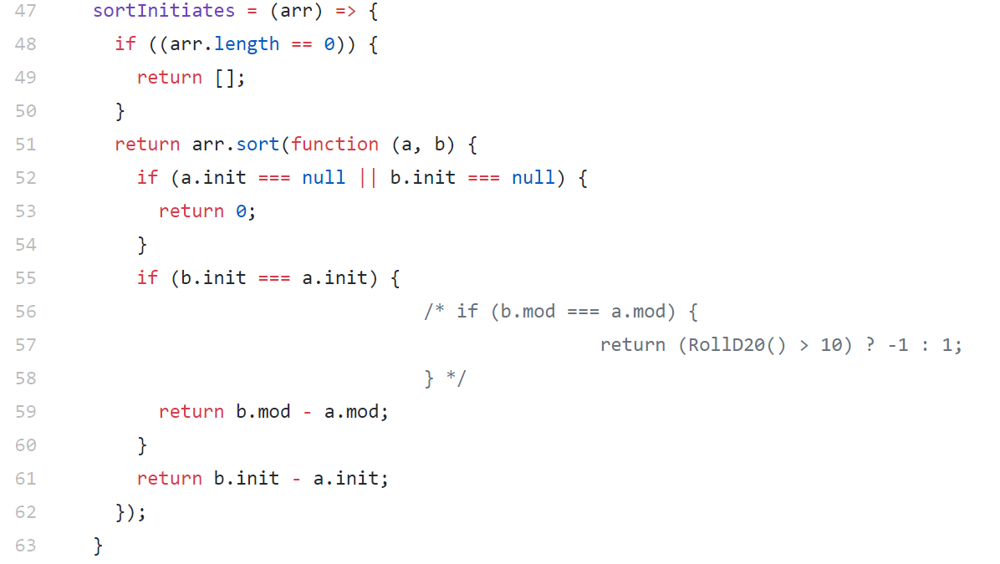 47 sortInitiates = (arr) => {
48 if ((arr.length == 0)) {
49 return [];
50 }
51 return arr.sort(function (a, b) {
52 if (a.init === null || b.init === null) {
53 return 0;
54 }
55 if (b.init === a.init) {
56 /* if (b.mod === a.mod) {
57 return (RollD20() > 10) ? -1 : 1;
58 } */
59 return b.mod - a.mod;
60 }
61 return b.init - a.init;
62 });
63 }